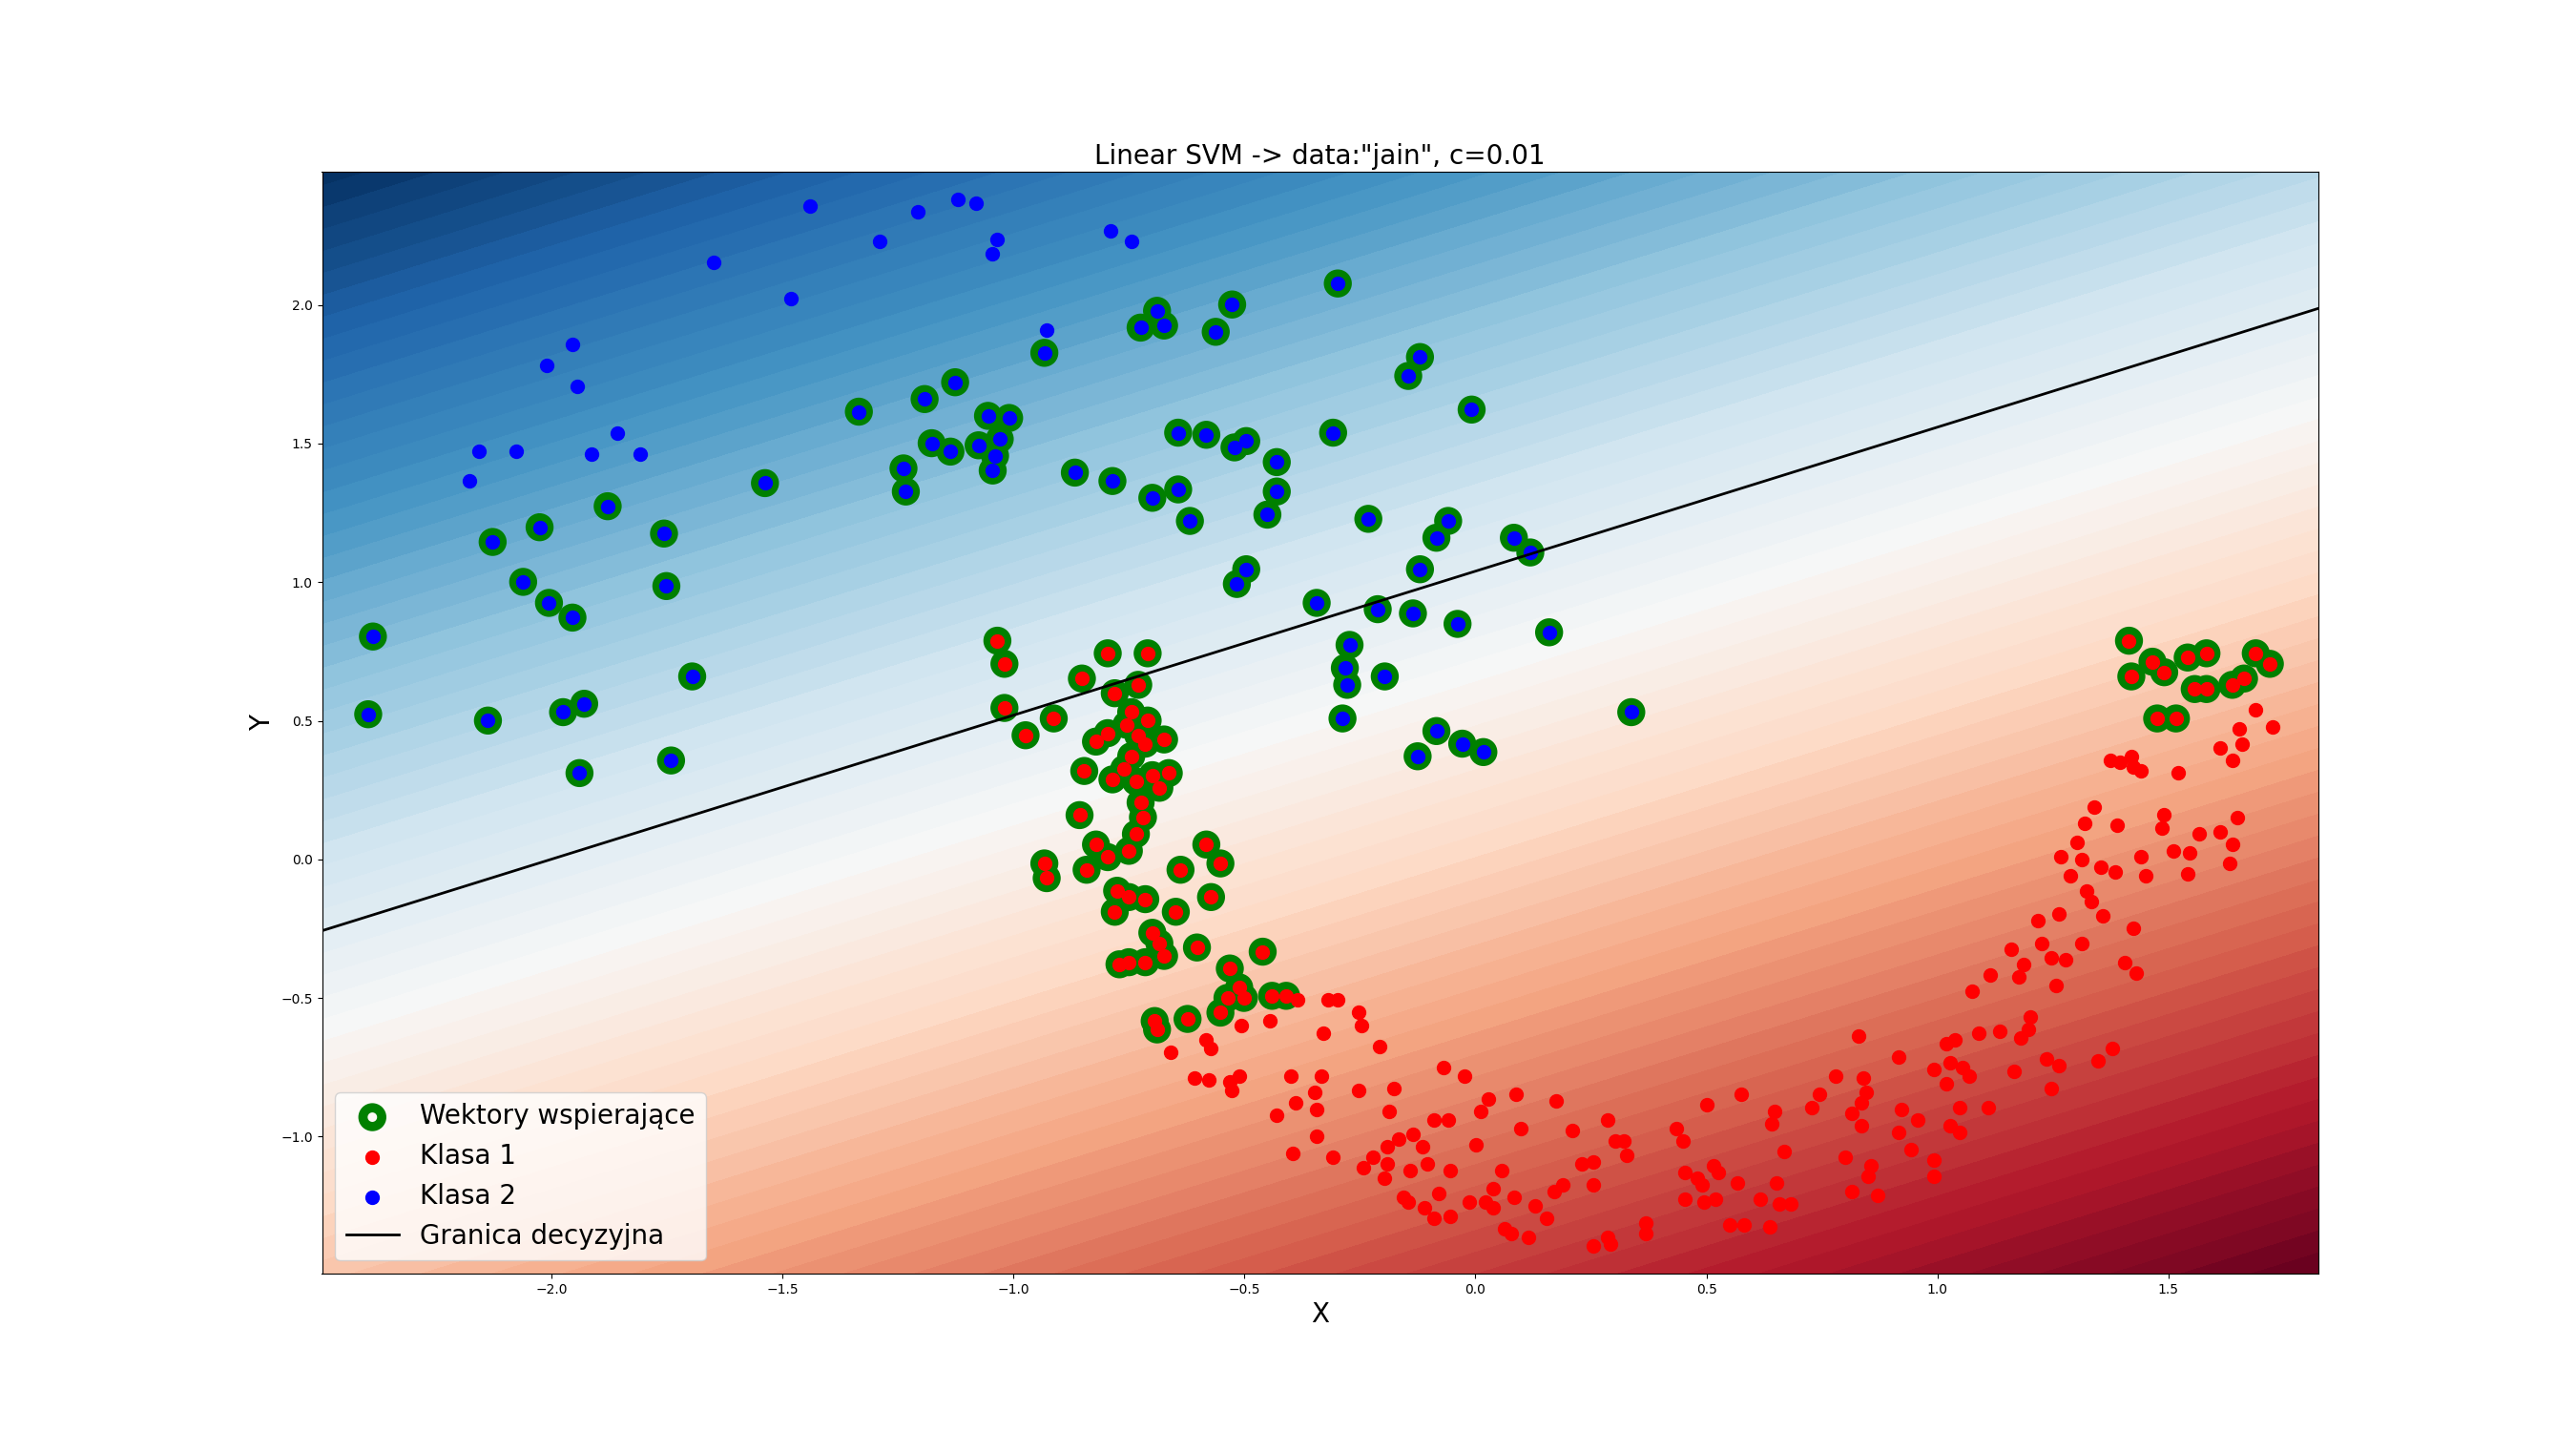 Linear SVM -> data:"jain", c=0.01
2.0
1.5
1.0
0.5
0.0
−0.5
−1.0
Y
Wektory wspierające
Klasa 1
Klasa 2
Granica decyzyjna
−2.0 −1.5 −1.0 −0.5 0.0 0.5 1.0 1.5
X